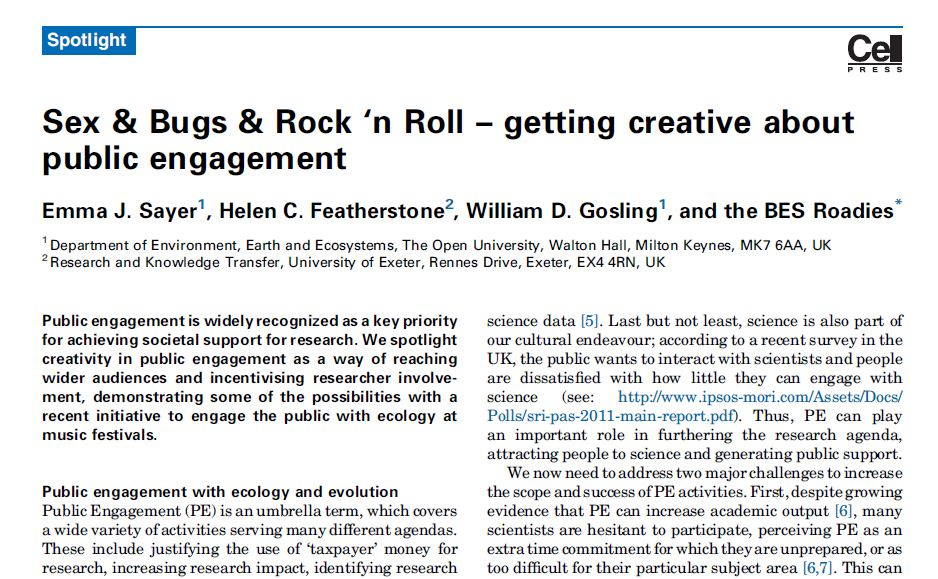 Spotlight
Cell
PRESS
Sex & Bugs & Rock ‘n Roll – getting creative about
public engagement
Emma J. Sayer1, Helen C. Featherstone2, William D. Gosling1, and the BES Roadies*
1 Department of Environment, Earth and Ecosystems, The Open University, Walton Hall, Milton Keynes, MK7 6AA, UK
2 Research and Knowledge Transfer, University of Exeter, Rennes Drive, Exeter, EX4 4RN, UK
Public engagement is widely recognized as a key priority
for achieving societal support for research. We spotlight
creativity in public engagement as a way of reaching
wider audiences and incentivising researcher involve-
ment, demonstrating some of the possibilities with a
recent initiative to engage the public with ecology at
music festivals.
Public engagement with ecology and evolution
Public Engagement (PE) is an umbrella term, which covers
a wide variety of activities serving many different agendas.
These include justifying the use of ‘taxpayer’ money for
research, increasing research impact, identifying research
science data [5]. Last but not least, science is also part of
our cultural endeavour; according to a recent survey in the
UK, the public wants to interact with scientists and people
are dissatisfied with how little they can engage with
science (see: http://www.ipsos-mori.com/Assets/Docs/
Polls/sri-pas-2011-main-report.pdf). Thus, PE can play
an important role in furthering the research agenda,
attracting people to science and generating public support.
We now need to address two major challenges to increase
the scope and success of PE activities. First, despite growing
evidence that PE can increase academic output [6], many
scientists are hesitant to participate, perceiving PE as an
extra time commitment for which they are unprepared, or as
too difficult for their particular subject area [6,7]. This can